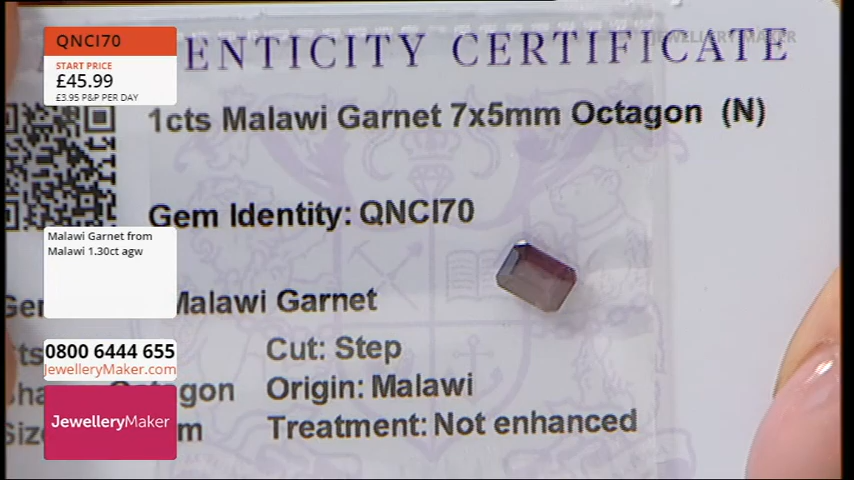 QNCI70
START PRICE
£45.99
£3.95 P&P PER DAY
ENTICITY CERTIFICATE
JEWELLERY MAKER
1cts Malawi Garnet 7x5mm Octagon (N)
Gem Identity: QNCI70
Malawi Garnet from
Malawi 1.30ct agw
Malawi Garnet
0800 6444 655
JewelleryMaker.com
Cut: Step
Origin: Malawi
JewelleryMaker
Treatment: Not enhanced